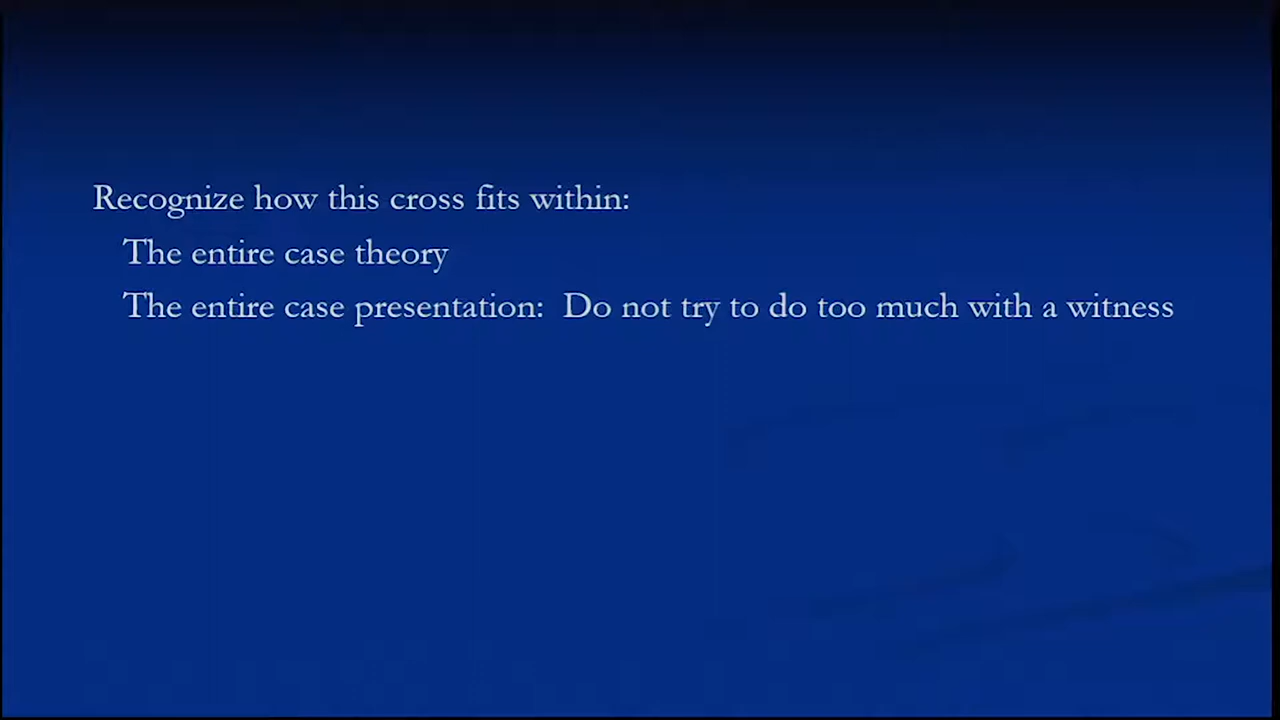 Recognize how this cross fits within:
The entire case theory
The entire case presentation:  Do not try to do too much with a witness